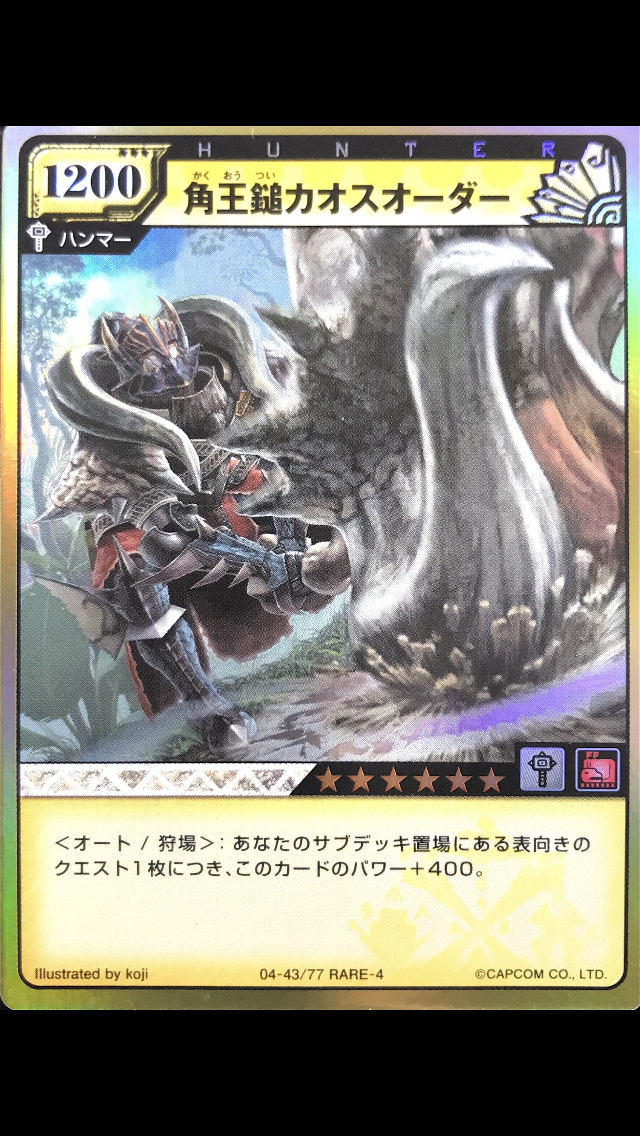 HUNTER
1200
かく おう つい
角王鎚カオスオーダー
ハンマー
<オート / 狩場>：あなたのサブデッキ置場にある表向きの
クエスト1枚につき、このカードのパワー+400。
Illustrated by koji
04-43/77 RARE-4
©CAPCOM CO., LTD.